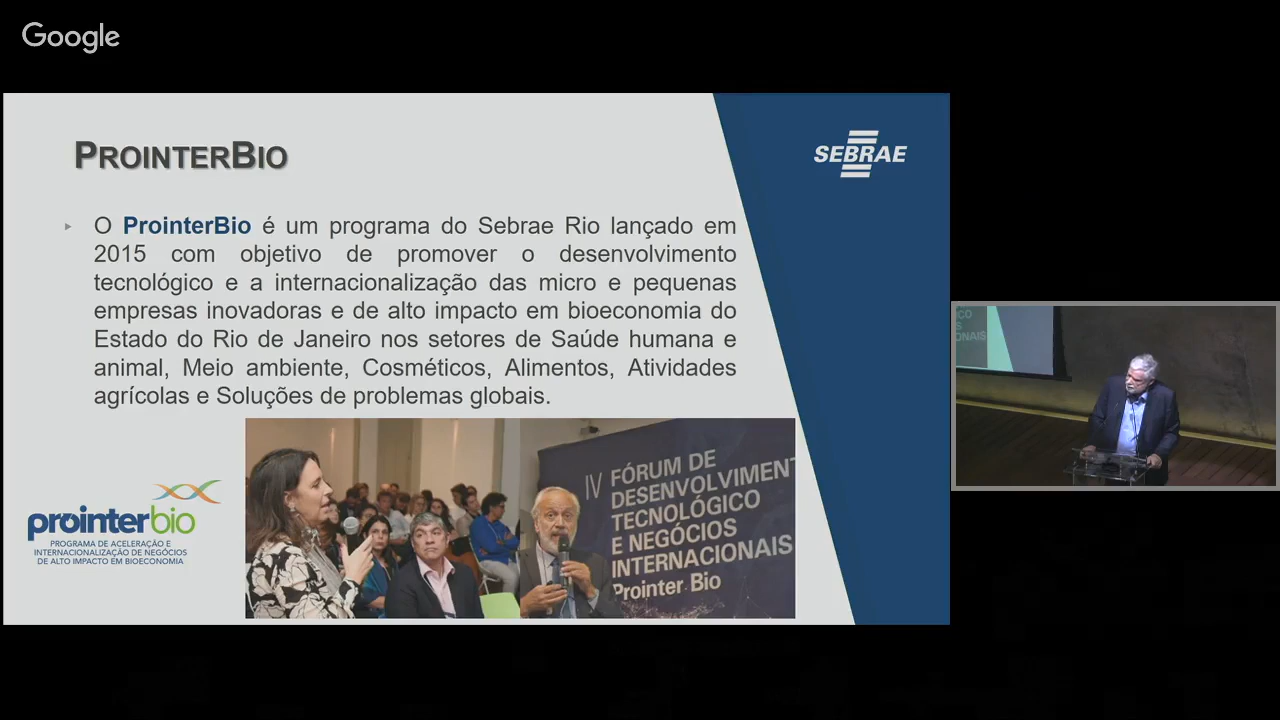 Google
PROINTERBIO
SEBRAE
O ProinterBio é um programa do Sebrae Rio lançado em
2015 com objetivo de promover o desenvolvimento
tecnológico e a internacionalização das micro e pequenas
empresas inovadoras e de alto impacto em bioeconomia do
Estado do Rio de Janeiro nos setores de Saúde humana e
animal, Meio ambiente, Cosméticos, Alimentos, Atividades
agrícolas e Soluções de problemas globais.
prointerbio
PROGRAMA DE ACELERAÇÃO E
INTERNACIONALIZAÇÃO DE NEGÓCIOS
DE ALTO IMPACTO EM BIOECONOMIA
IV FÓRUM DE
DESENVOLVIMENT
TECNOLÓGICO
E NEGÓCIOS
INTERNACIONAIS
Prointer Bio
ICO
S
ONAIS